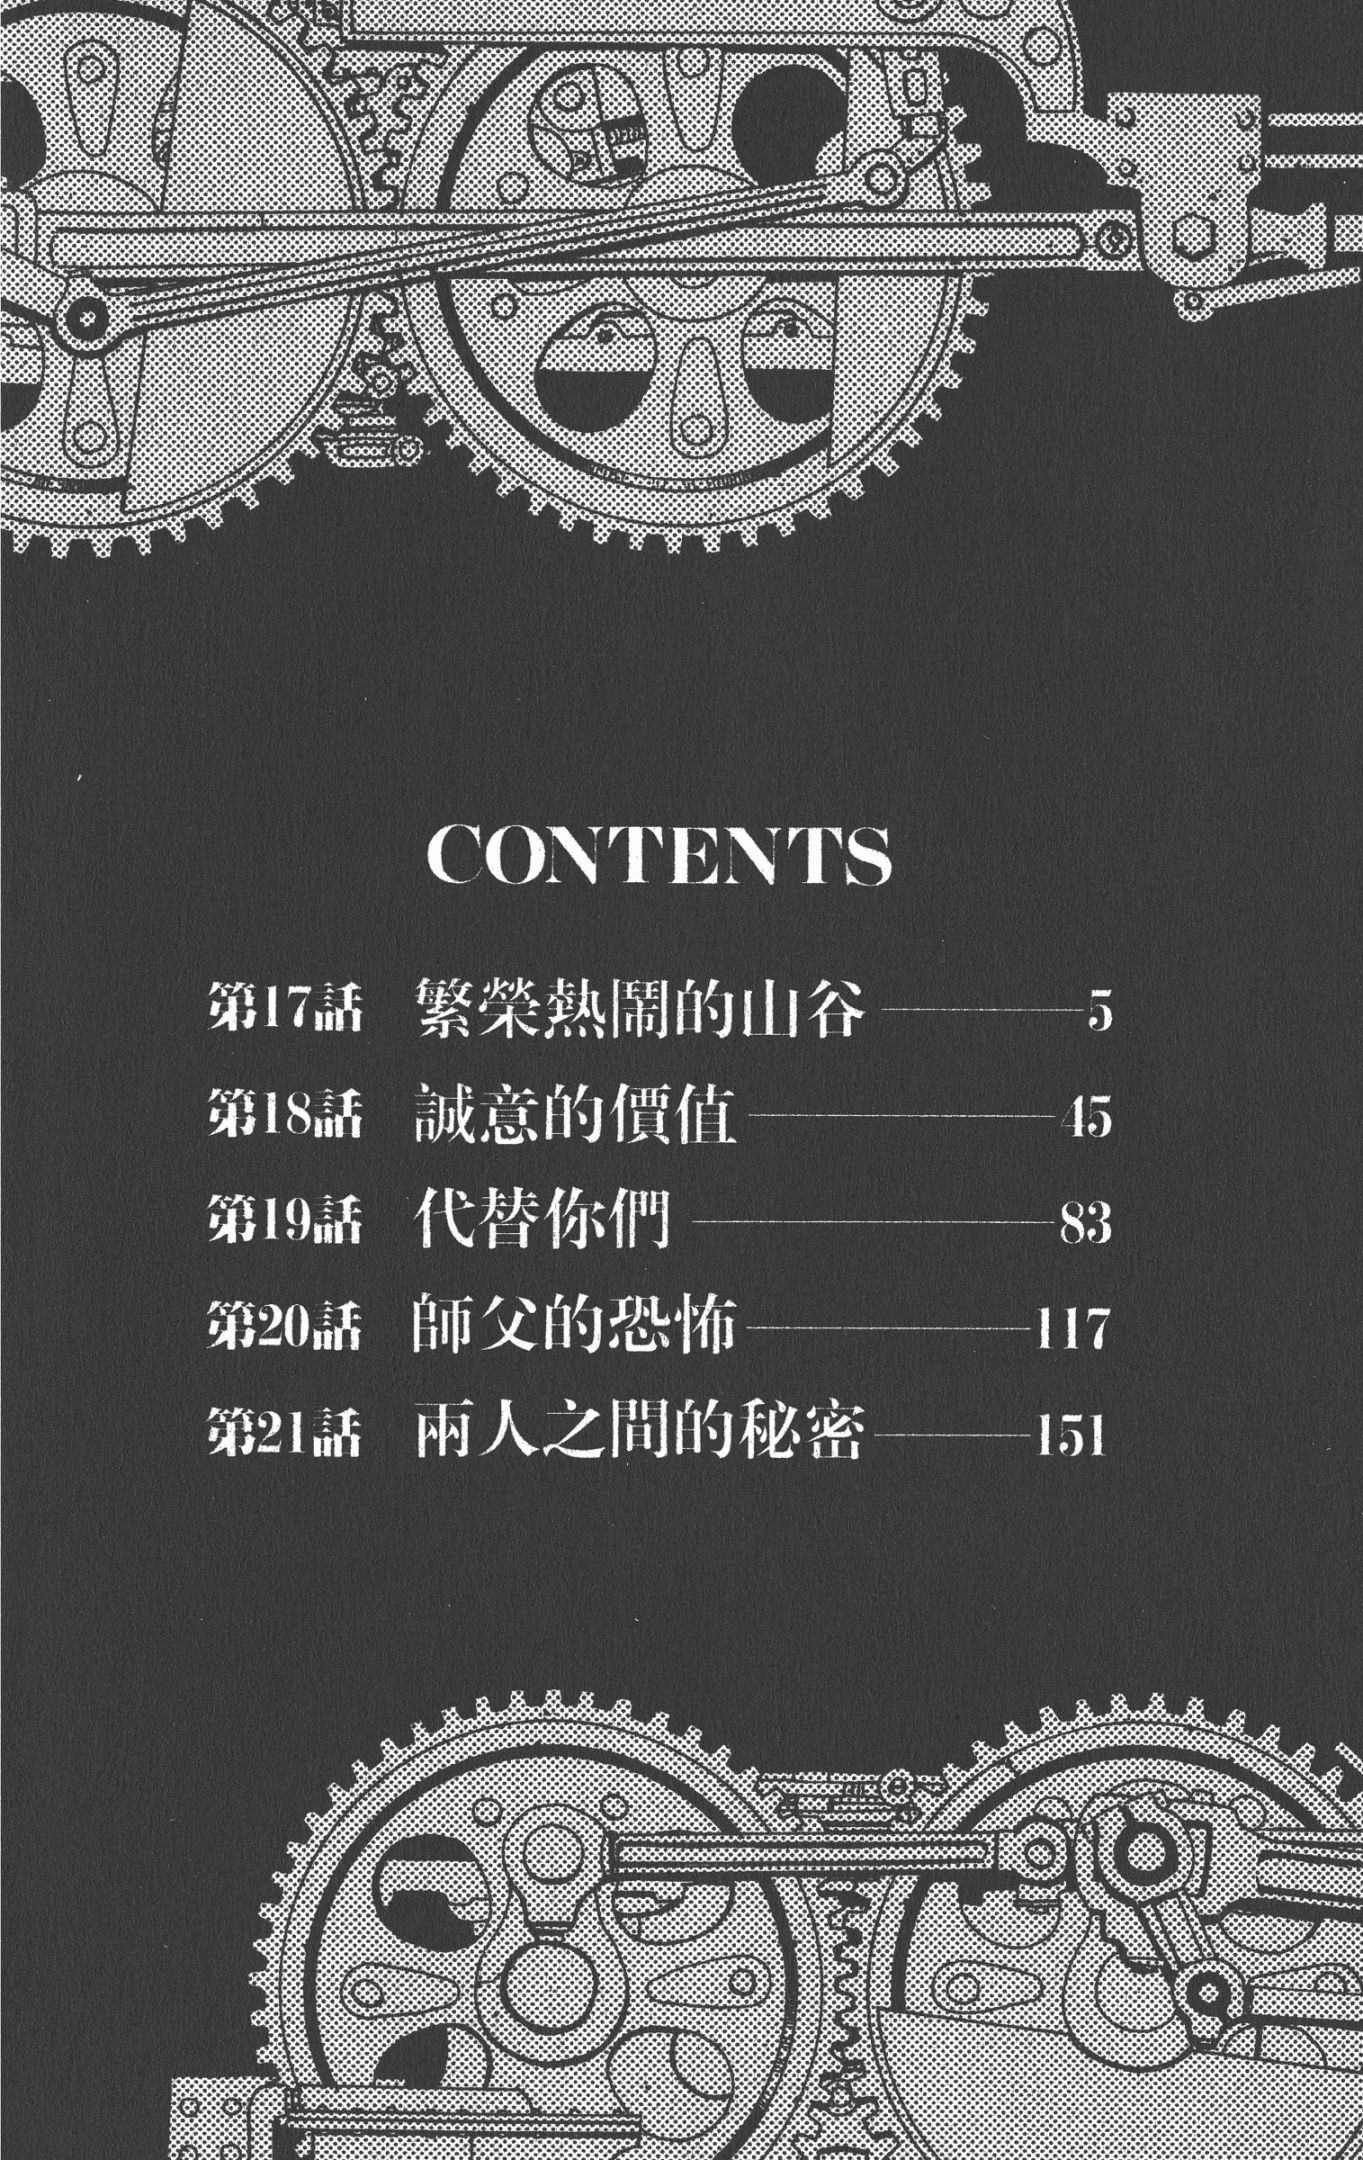 CONTENTS
第17話 繁榮熱鬧的山谷 5
第18話 誠意的價值 45
第19話 代替你們 83
第20話 師父的恐怖 117
第21話 兩人之間的秘密 151